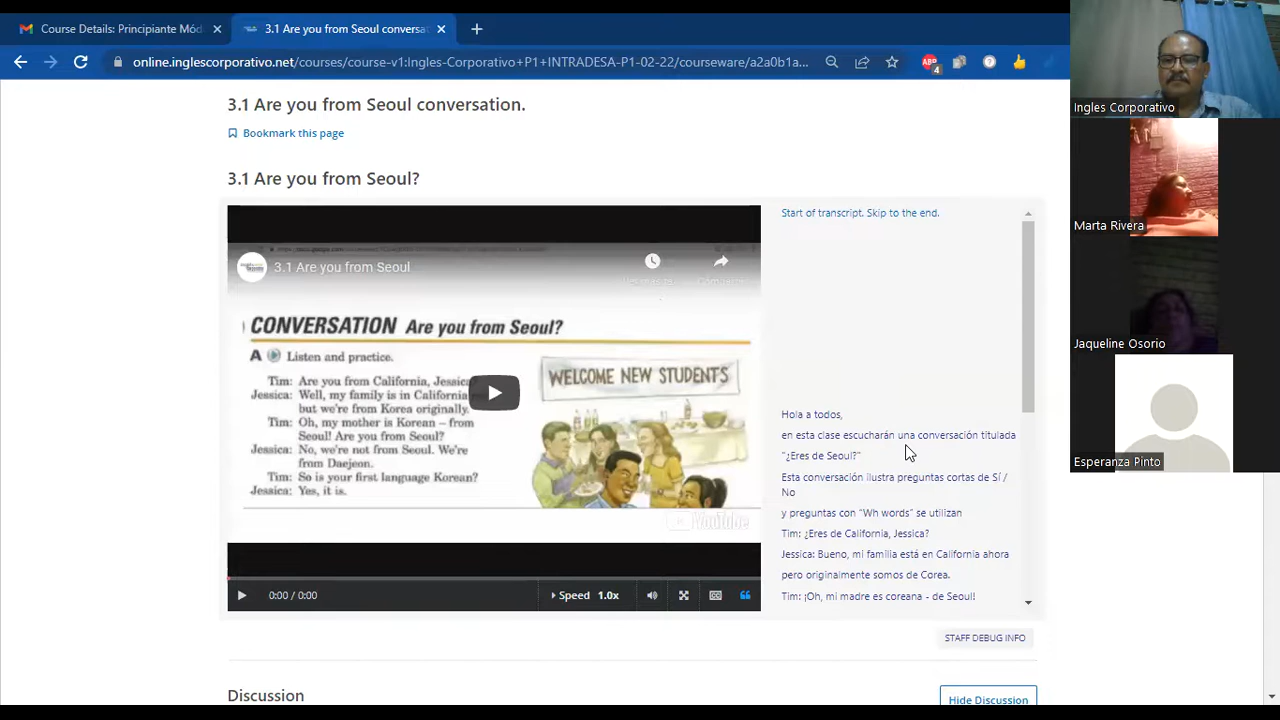 Course Details: Principiante Mód
3.1 Are you from Seoul conversa
online.inglescorporativo.net/courses/course-v1:Ingles-Corporativo+P1+INTRADESA-P1-02-22/courseware/a2a0b1a...
ABP
4
3.1 Are you from Seoul conversation.
Bookmark this page
3.1 Are you from Seoul?
3.1 Are you from Seoul
CONVERSATION Are you from Seoul?
A Listen and practice.
Tim: Are you from California, Jessica?
Jessica: Well, my family is in California
but we're from Korea originally.
Tim: Oh, my mother is Korean – from
Seoul! Are you from Seoul?
Jessica: No, we're not from Seoul. We're
from Daejeon.
Tim: So is your first language Korean?
Jessica: Yes, it is.
WELCOME NEW STUDENTS
YouTube
0:00 / 0:00
Speed 1.0x
Start of transcript. Skip to the end.
Hola a todos,
en esta clase escucharán una conversación titulada
"¿Eres de Seoul?"
Esta conversación ilustra preguntas cortas de Sí /
No
y preguntas con "Wh words" se utilizan
Tim: ¿Eres de California, Jessica?
Jessica: Bueno, mi familia está en California ahora
pero originalmente somos de Corea.
Tim: ¡Oh, mi madre es coreana - de Seoul!
STAFF DEBUG INFO
Discussion
Hide Discussion
Ingles Corporativo
Marta Rivera
Jaqueline Osorio
Esperanza Pinto